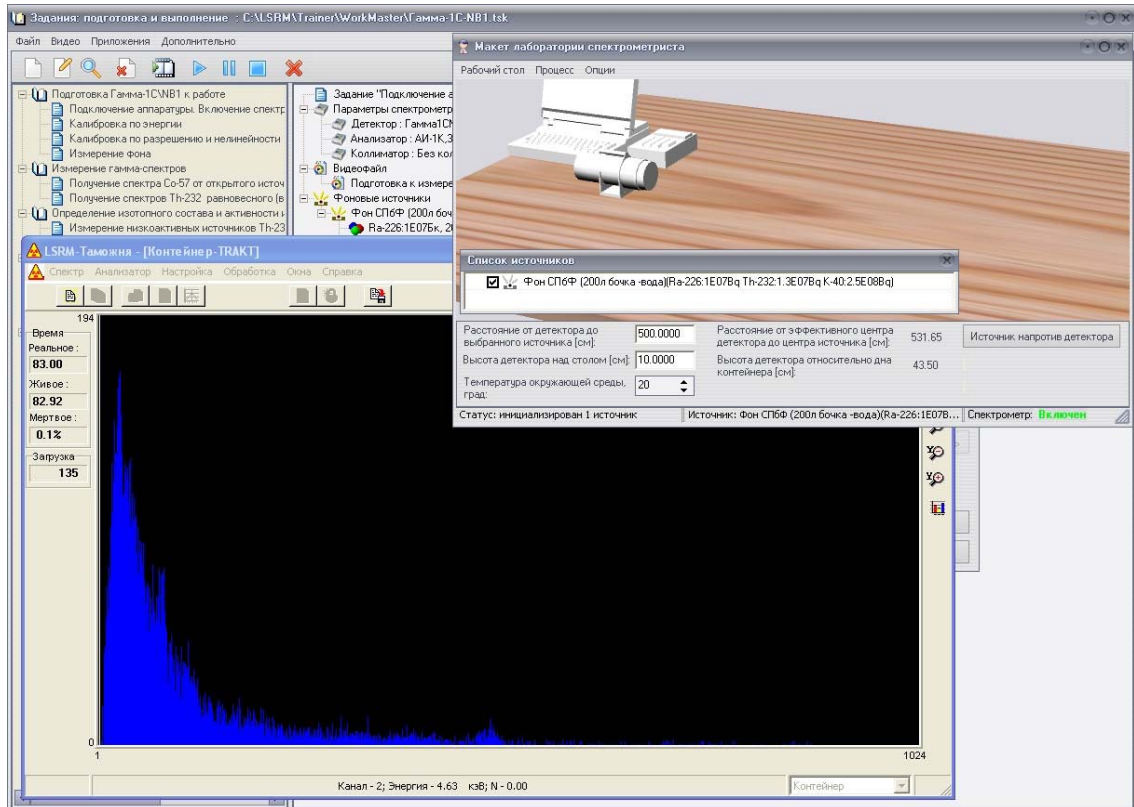 Задания: подготовка и выполнение : C:\LSRM\Trainer\WorkMaster\Гамма-1С-NB1.tsk
Файл Видео Приложения Дополнительно
Подготовка Гамма-1С\NB1 к работе
Подключение аппаратуры. Включение спектр
Калибровка по энергии
Калибровка по разрешению и нелинейности
Измерение фона
Измерение гамма-спектров
Получение спектра Co-57 от открытого источ
Получение спектров Th-232 равновесного (в
Определение изотопного состава и активности и
Измерение низкоактивных источников Th-23
Задание "Подключение а
Параметры спектрометр
Детектор : Гамма1СN
Анализатор : АИ-1К,3
Коллиматор : Без кол
Видеофайл
Подготовка к измере
Фоновые источники
Фон СПбФ (200л боч
Ra-226:1E07Бк, 20
Макет лаборатории спектрометриста
Рабочий стол Процесс Опции
Список источников
Фон СПбФ (200л бочка -вода)(Ra-226:1E07Bq Th-232:1.3E07Bq K-40:2.5E08Bq)
Расстояние от детектора до
выбранного источника [см]:
500.0000
Расстояние от эффективного центра
детектора до центра источника [см]:
531.65
Источник напротив детектора
Высота детектора над столом [см]:
10.0000
Высота детектора относительно дна
контейнера [см]:
43.50
Температура окружающей среды,
град:
20
Статус: инициализирован 1 источник
Источник: Фон СПбФ (200л бочка -вода)(Ra-226:1E07B...
Спектрометр: Включен
LSRM-Таможня - [Контейнер-TRAKT]
Спектр Анализатор Настройка Обработка Окна Справка
194
Время
Реальное :
83.00
Живое :
82.92
Мертвое :
0.1%
Загрузка
135
0
1
1024
Канал - 2; Энергия - 4.63 кэВ; N - 0.00
Контейнер